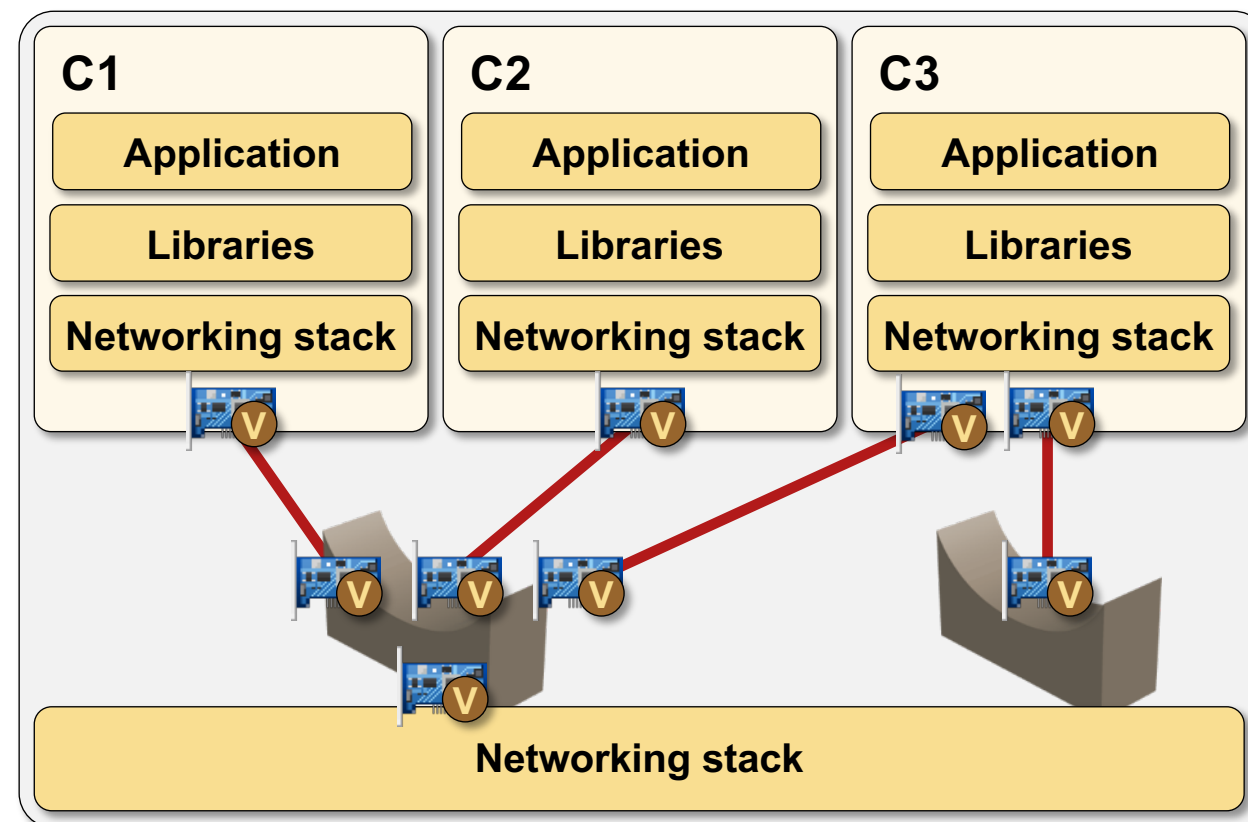 C1
Application
Libraries
Networking stack
V
C2
Application
Libraries
Networking stack
V
C3
Application
Libraries
Networking stack
V
V
V
V
V
V
V
Networking stack